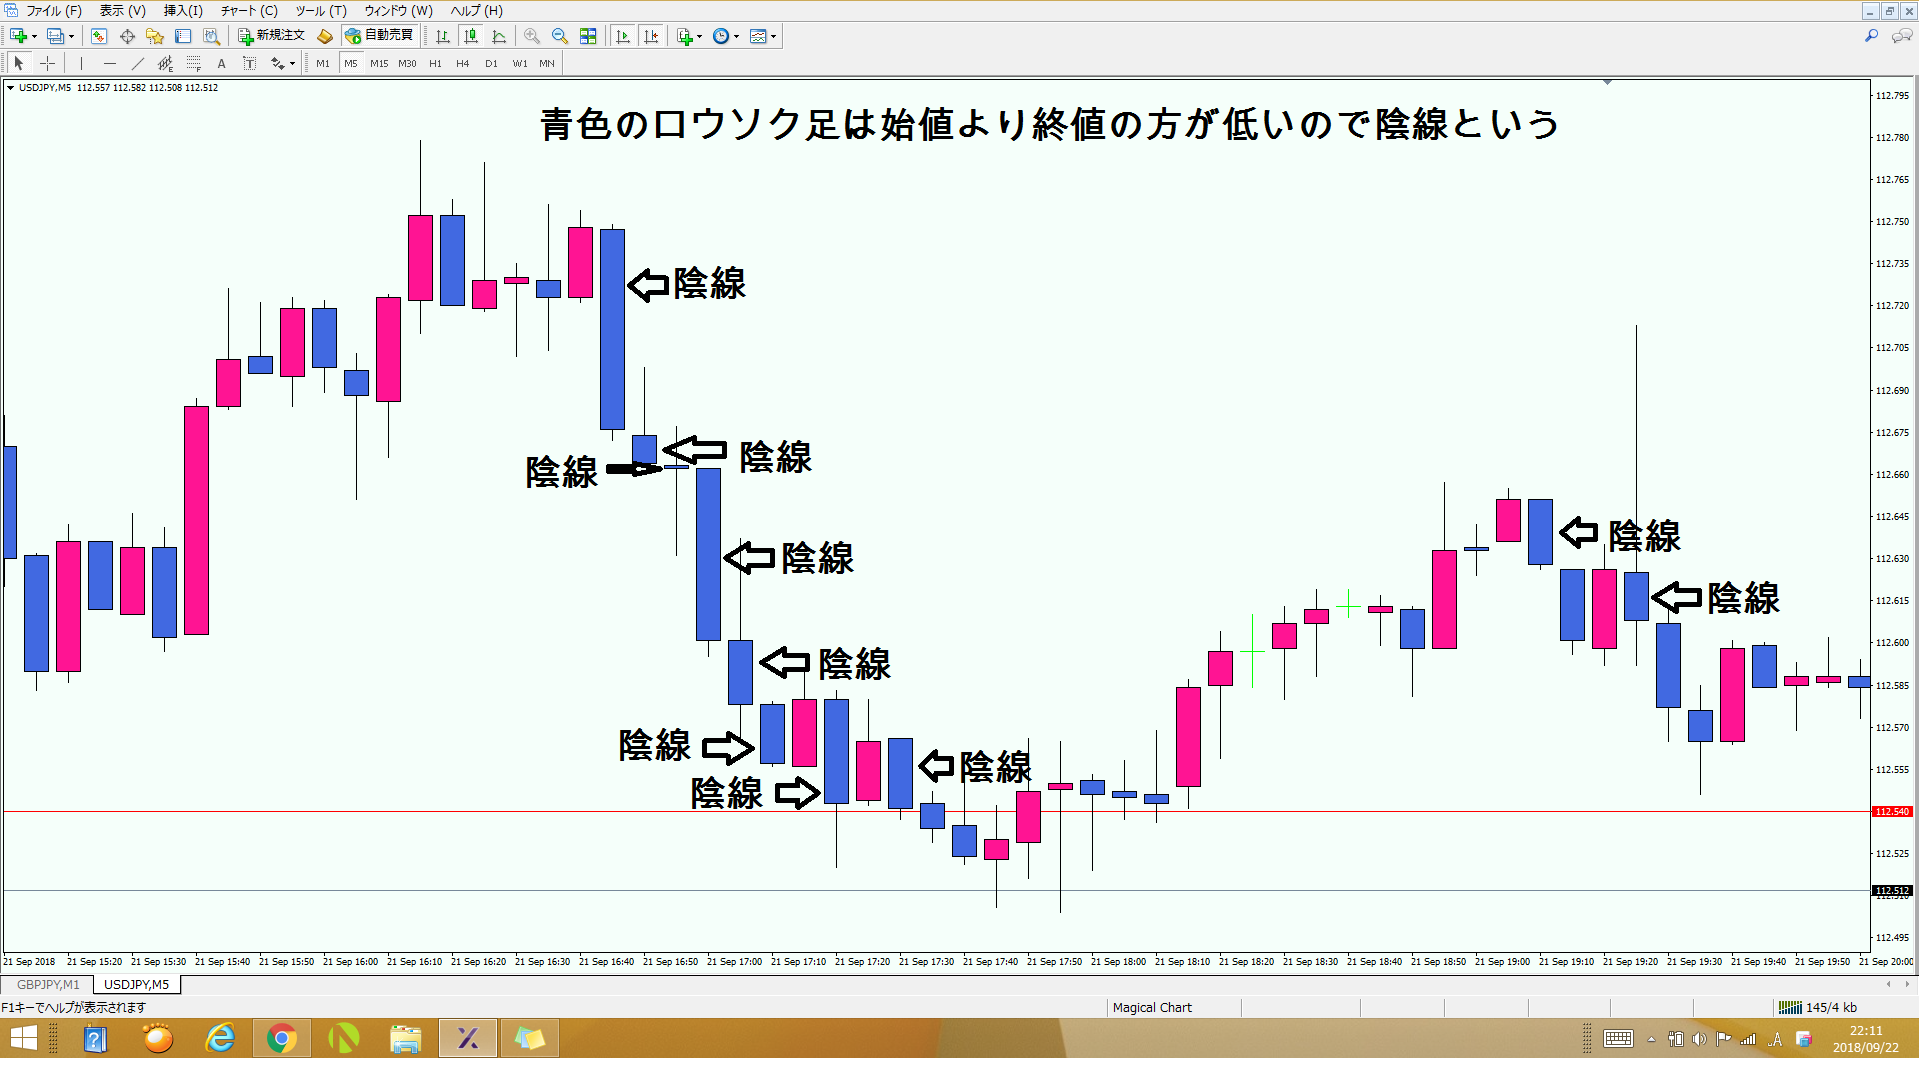 ファイル (F) 表示 (V) 挿入(I) チャート (C) ツール (T) ウィンドウ (W) ヘルプ (H)
新規注文 自動売買
A T M1 M5 M15 M30 H1 H4 D1 W1 MN
USDJPY,M5 112.557 112.582 112.508 112.512
青色のロウソク足は始値より終値の方が低いので陰線という
陰線
陰線
陰線
陰線
陰線
陰線
陰線
陰線
陰線
陰線
112.795
112.780
112.765
112.750
112.735
112.720
112.705
112.690
112.675
112.660
112.645
112.630
112.615
112.600
112.585
112.570
112.555
112.540
112.525
112.512
112.510
112.495
21 Sep 2018 21 Sep 15:20 21 Sep 15:30 21 Sep 15:40 21 Sep 15:50 21 Sep 16:00 21 Sep 16:10 21 Sep 16:20 21 Sep 16:30 21 Sep 16:40 21 Sep 16:50 21 Sep 17:00 21 Sep 17:10 21 Sep 17:20 21 Sep 17:30 21 Sep 17:40 21 Sep 17:50 21 Sep 18:00 21 Sep 18:10 21 Sep 18:20 21 Sep 18:30 21 Sep 18:40 21 Sep 18:50 21 Sep 19:00 21 Sep 19:10 21 Sep 19:20 21 Sep 19:30 21 Sep 19:40 21 Sep 19:50 21 Sep 20:00
GBPJPY,M1 USDJPY,M5
F1キーでヘルプが表示されます Magical Chart 145/4 kb
22:11
2018/09/22